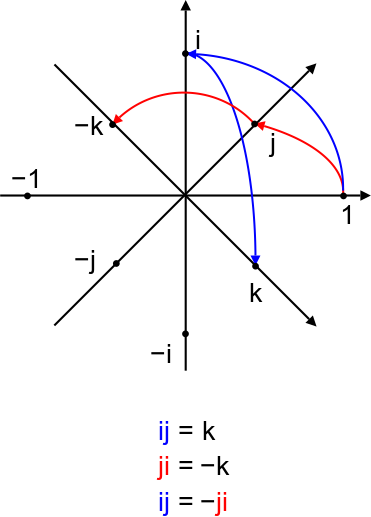 i
−k
j
−1
1
−j
k
−i
ij = k
ji = −k
ij = −ji